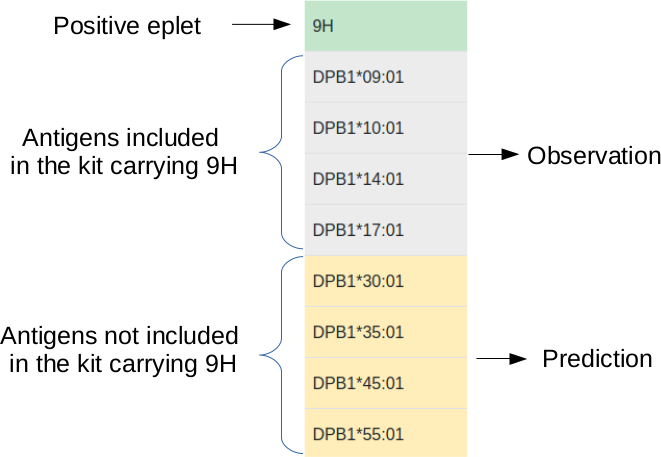 Positive eplet
9H
DPB1*09:01
DPB1*10:01
DPB1*14:01
DPB1*17:01
Antigens included
in the kit carrying 9H
Observation
DPB1*30:01
DPB1*35:01
DPB1*45:01
DPB1*55:01
Antigens not included
in the kit carrying 9H
Prediction